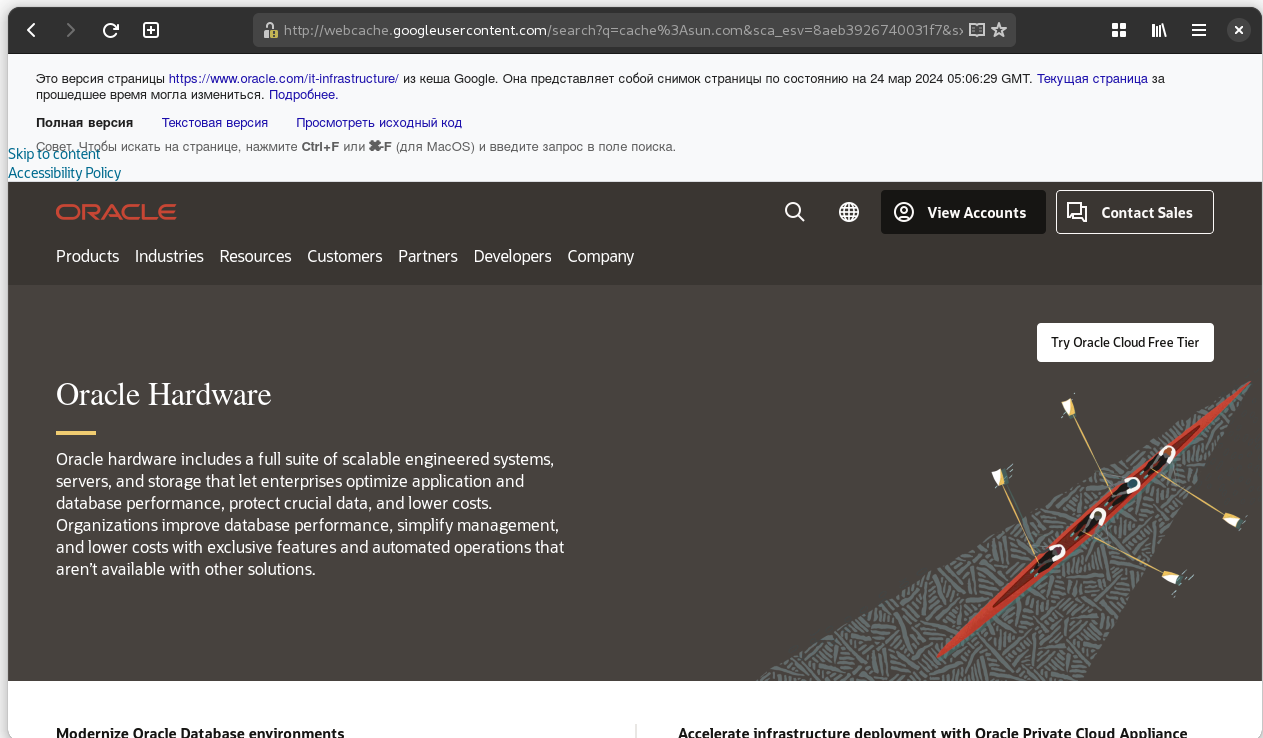 http://webcache.googleusercontent.com/search?q=cache%3Asun.com&sca_esv=8aeb3926740031f7&s
Это версия страницы https://www.oracle.com/it-infrastructure/ из кеша Google. Она представляет собой снимок страницы по состоянию на 24 мар 2024 05:06:29 GMT. Текущая страница за
прошедшее время могла измениться. Подробнее.
Полная версия Текстовая версия Просмотреть исходный код
Совет. Чтобы искать на странице, нажмите Ctrl+F или ⌘-F (для MacOS) и введите запрос в поле поиска.
Skip to content
Accessibility Policy
ORACLE View Accounts Contact Sales
Products Industries Resources Customers Partners Developers Company
Try Oracle Cloud Free Tier
Oracle Hardware
Oracle hardware includes a full suite of scalable engineered systems,
servers, and storage that let enterprises optimize application and
database performance, protect crucial data, and lower costs.
Organizations improve database performance, simplify management,
and lower costs with exclusive features and automated operations that
aren't available with other solutions.
Modernize Oracle Database environments Accelerate infrastructure deployment with Oracle Private Cloud Appliance